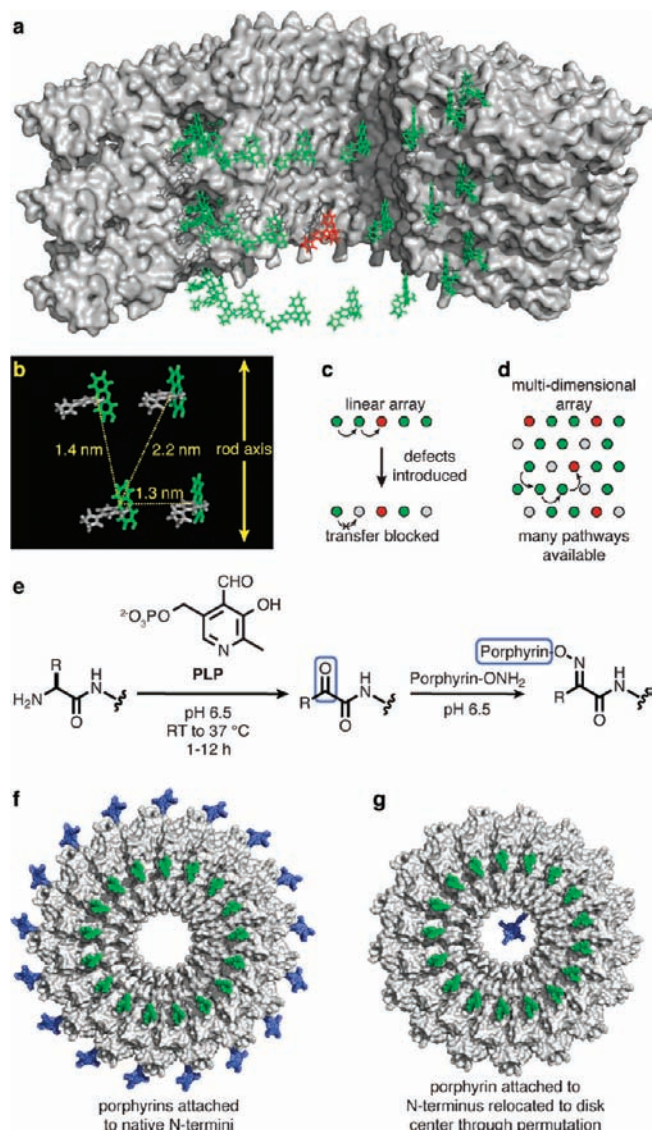 a
b
1.4 nm
2.2 nm
1.3 nm
rod axis
c
linear array
defects
introduced
transfer blocked
d
multi-dimensional
array
many pathways
available
e
CHO
2-O3PO
OH
N
CH3
PLP
R
H2N
H
N
O
pH 6.5
RT to 37 °C
1-12 h
O
R
H
N
O
Porphyrin-ONH2
pH 6.5
Porphyrin-O
N
R
H
N
O
f
porphyrins attached
to native N-termini
g
porphyrin attached to
N-terminus relocated to disk
center through permutation